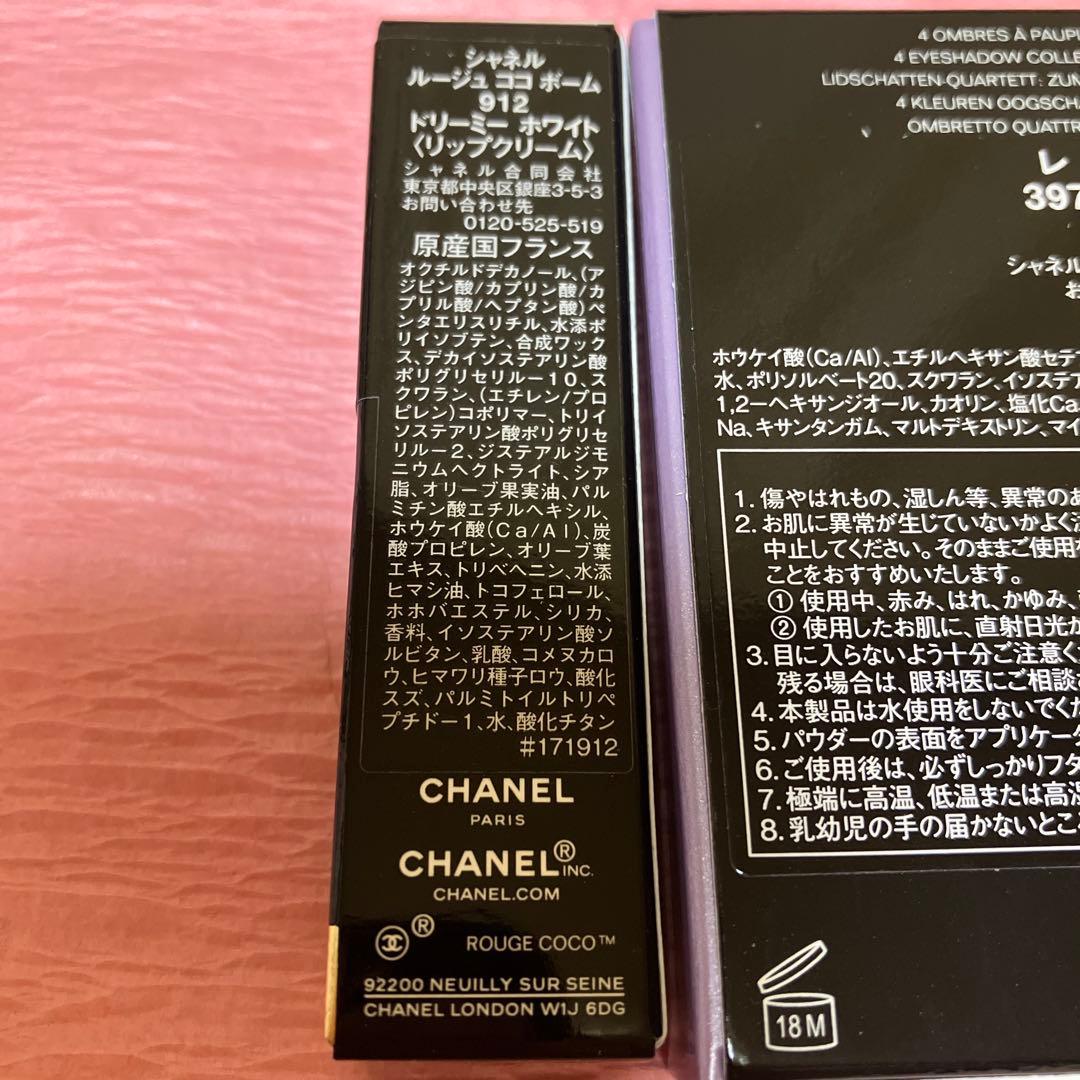 シャネル
ルージュ ココ ボーム
912
ドリーミー ホワイト
〈リップクリーム〉
シャネル合同会社
東京都中央区銀座3-5-3
お問い合わせ先
0120-525-519
原産国フランス
オクチルドデカノール、(ア
ジピン酸/カプリン酸/カ
プリル酸/ヘプタン酸)ペ
ンタエリスリチル、水添ポ
リイソブテン、合成ワック
ス、デカイソステアリン酸
ポリグリセリルー10、ス
クワラン、(エチレン/プロ
ピレン)コポリマー、トリイ
ソステアリン酸ポリグリセ
リルー2、ジステアルジモ
ニウムヘクトライト、シア
脂、オリーブ果実油、パル
ミチン酸エチルヘキシル、
ホウケイ酸(Ca/Al)、炭
酸プロピレン、オリーブ葉
エキス、トリベヘニン、水添
ヒマシ油、トコフェロール、
ホホバエステル、シリカ、
香料、イソステアリン酸ソ
ルビタン、乳酸、コメヌカロ
ウ、ヒマワリ種子ロウ、酸化
スズ、パルミトイルトリペ
プチドー1、水、酸化チタン
#171912
CHANEL
PARIS
CHANEL® INC.
CHANEL.COM
® ROUGE COCO™
92200 NEUILLY SUR SEINE
CHANEL LONDON W1J 6DG
4 OMBRES À PAUPI
4 EYESHADOW COLLE
LIDSCHATTEN-QUARTETT: ZUM
4 KLEUREN OOGSCHA
OMBRETTO QUATTR
レ
397
シャネル
お
ホウケイ酸(Ca/Al)、エチルヘキサン酸セテ
水、ポリソルベート20、スクワラン、イソステア
1,2ーヘキサンジオール、カオリン、塩化Ca
Na、キサンタンガム、マルトデキストリン、マイ
1. 傷やはれもの、湿しん等、異常のあ
2. お肌に異常が生じていないかよく注
中止してください。そのままご使用を
ことをおすすめいたします。
① 使用中、赤み、はれ、かゆみ、
② 使用したお肌に、直射日光が
3. 目に入らないよう十分ご注意く
残る場合は、眼科医にご相談
4. 本製品は水使用をしないでくだ
5. パウダーの表面をアプリケータ
6. ご使用後は、必ずしっかりフタ
7. 極端に高温、低温または高湿
8. 乳幼児の手の届かないところ
18M